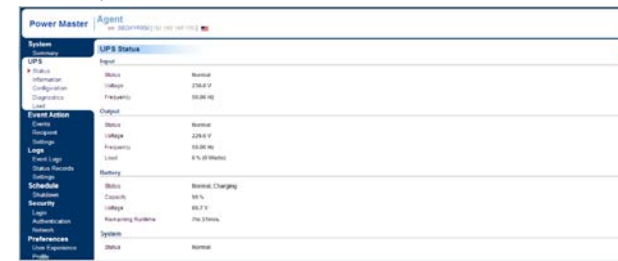 Power Master
Agent
System
Summary
UPS Status
UPS
Input
Status
Status Normal
Information
Voltage
Configuration
Diagnostics
Frequency
Load
Output
Event Action
Events
Status Normal
Recipient
Voltage
Settings
Frequency
Logs
Event Logs
Load
Status Records
Battery
Settings
Schedule
Status Normal, Charging
Shutdown
Capacity
Security
Voltage
Login
Authentication
Remaining Runtime
Network
System
Preferences
User Experience
Status Normal
Profile